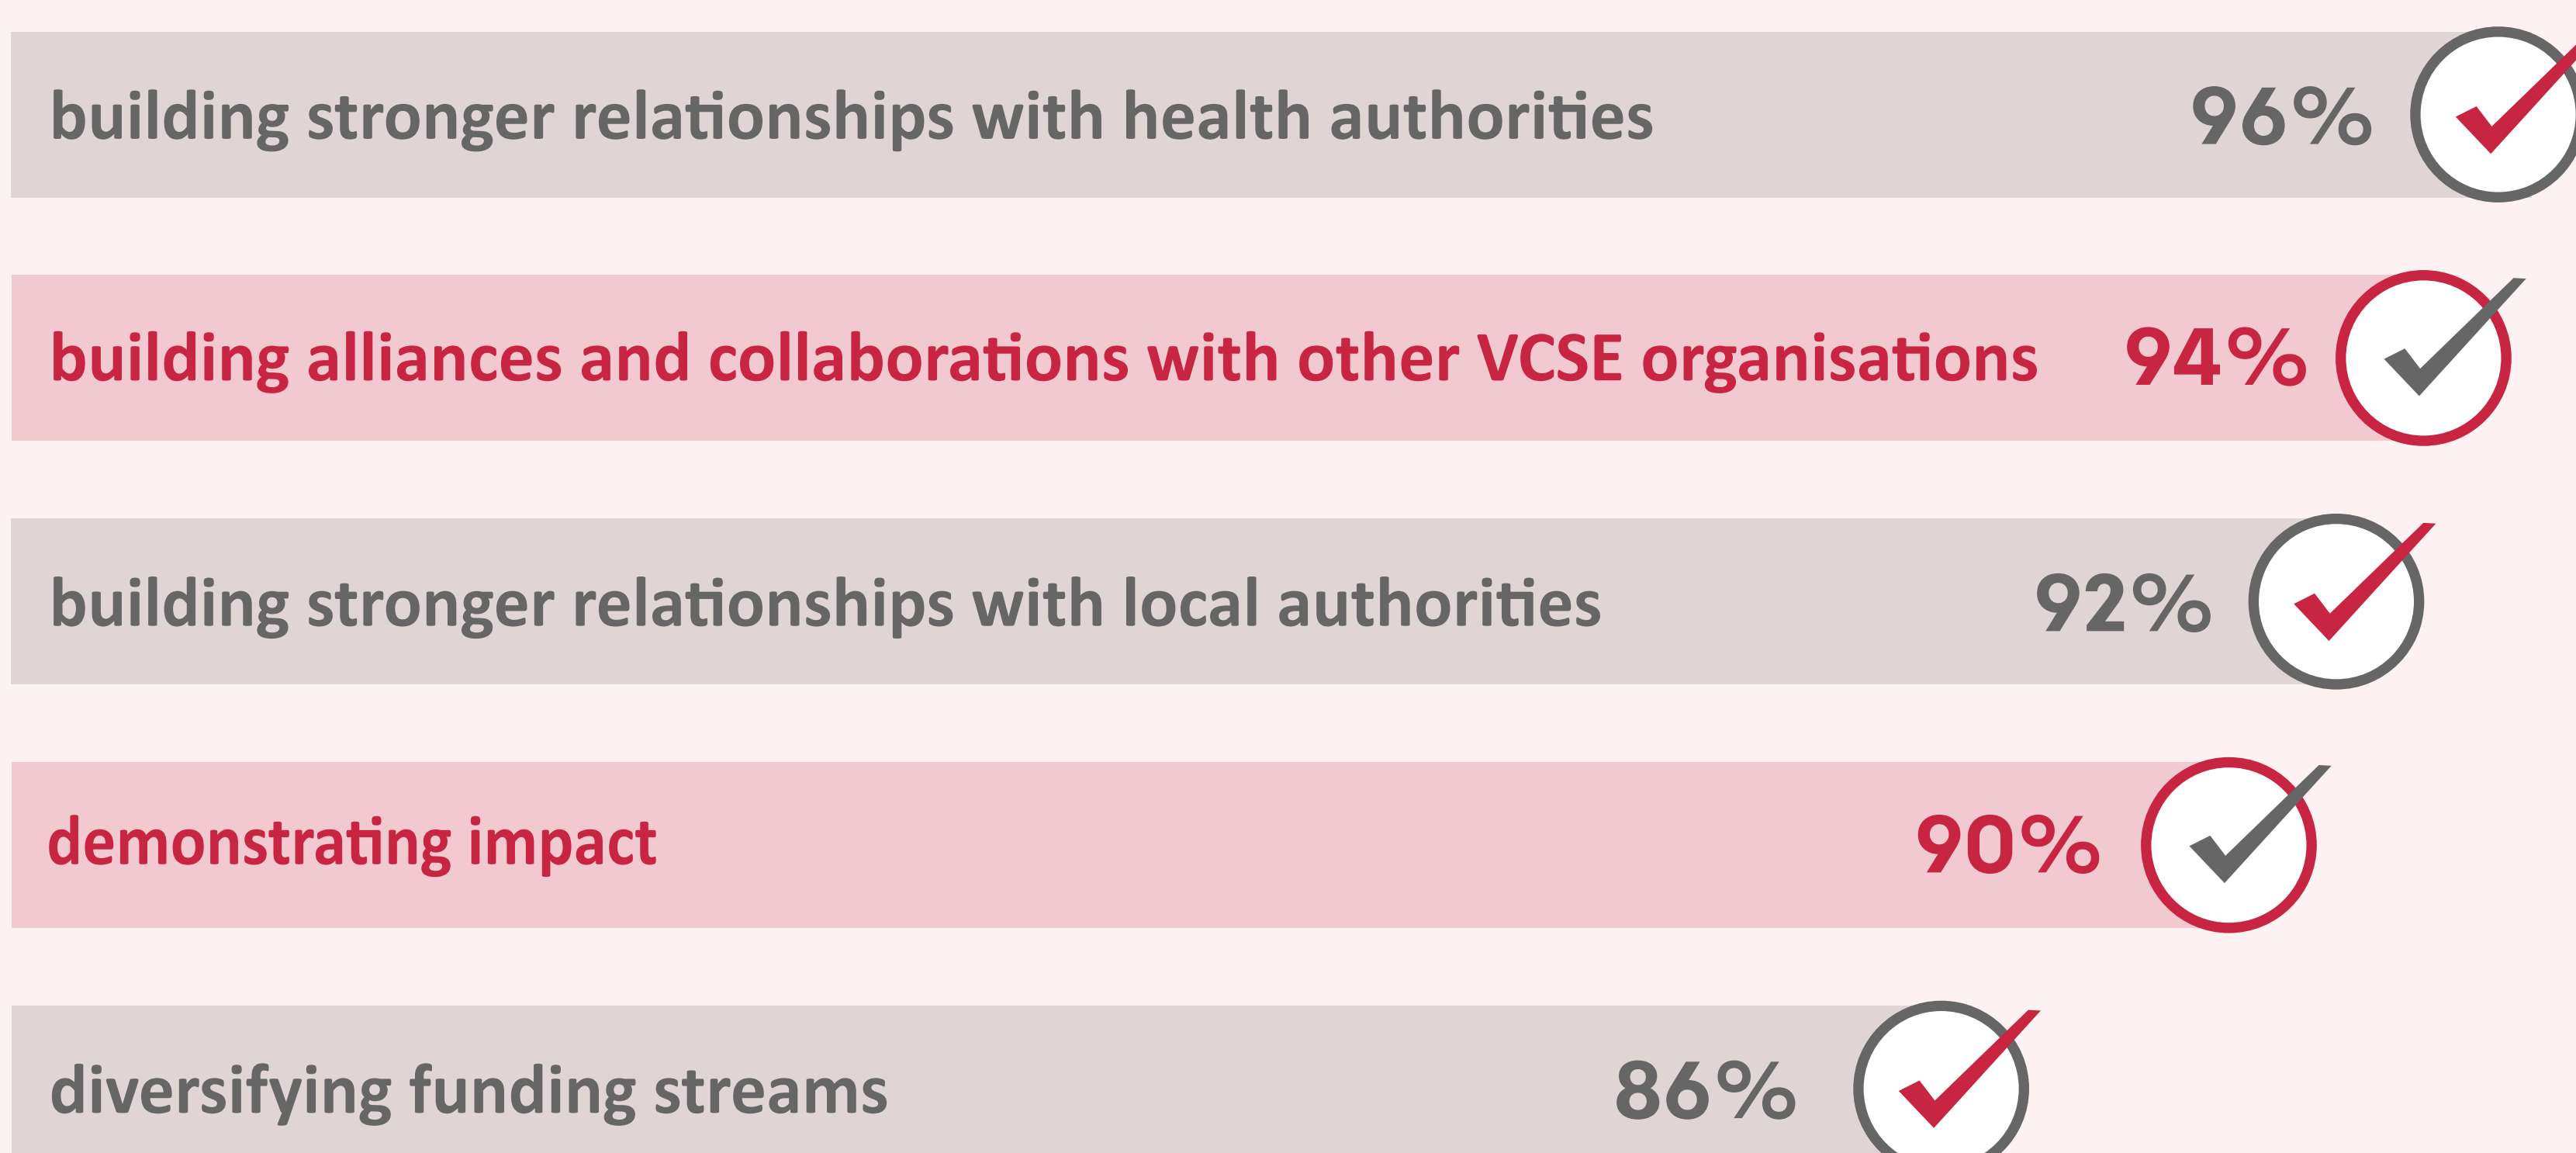 building stronger relationships with health authorities 96%
building alliances and collaborations with other VCSE organisations 94%
building stronger relationships with local authorities 92%
demonstrating impact 90%
diversifying funding streams 86%